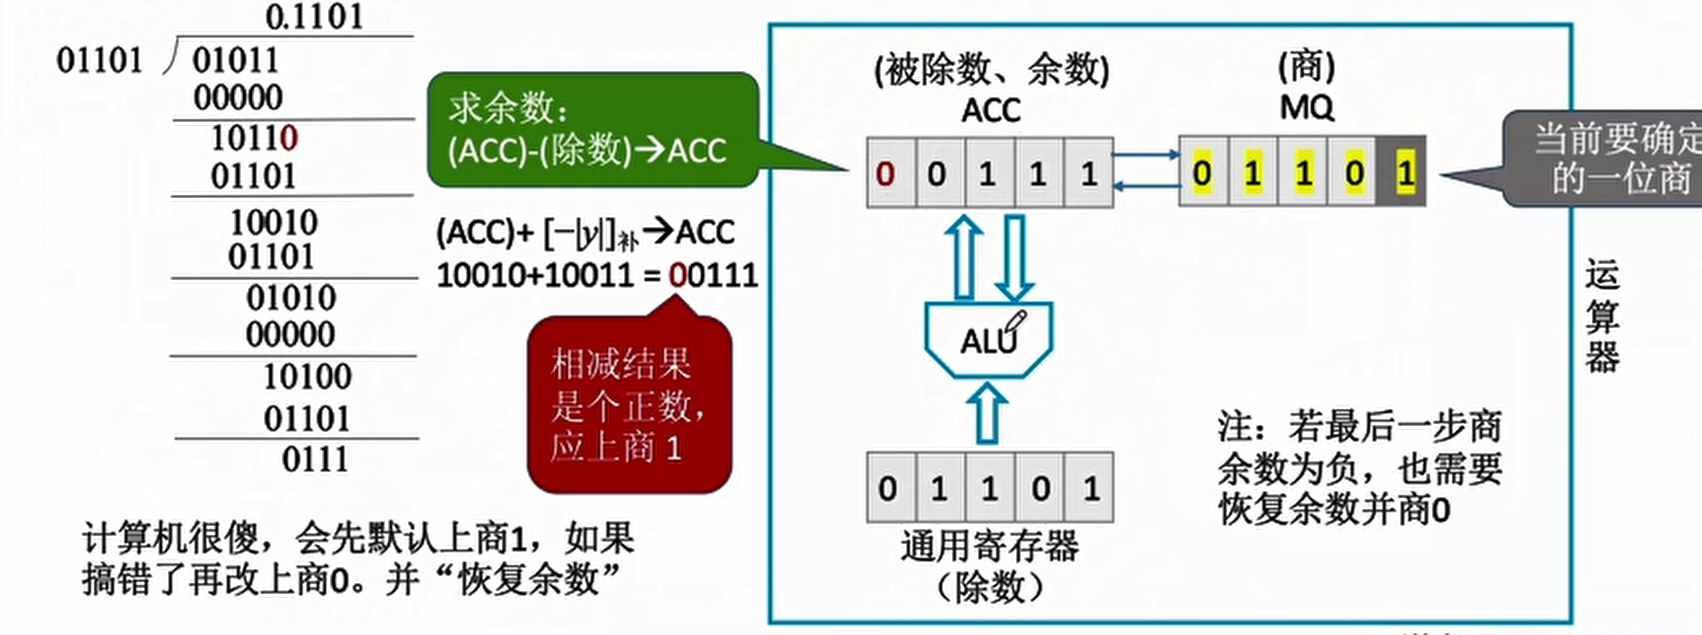 0.1101
01101 01011
00000
10110
01101
10010
01101
01010
00000
10100
01101
0111
计算机很傻，会先默认上商1，如果
搞错了再改上商0。并“恢复余数”
求余数：
(ACC)-(除数)→ACC
(ACC)+ [−|y|]补→ACC
10010+10011 = 00111
相减结果
是个正数，
应上商 1
(被除数、余数)
ACC
0 0 1 1 1
(商)
MQ
0 1 1 0 1
当前要确定
的一位商
ALU
0 1 1 0 1
通用寄存器
（除数）
注：若最后一步商
余数为负，也需要
恢复余数并商0
运
算
器